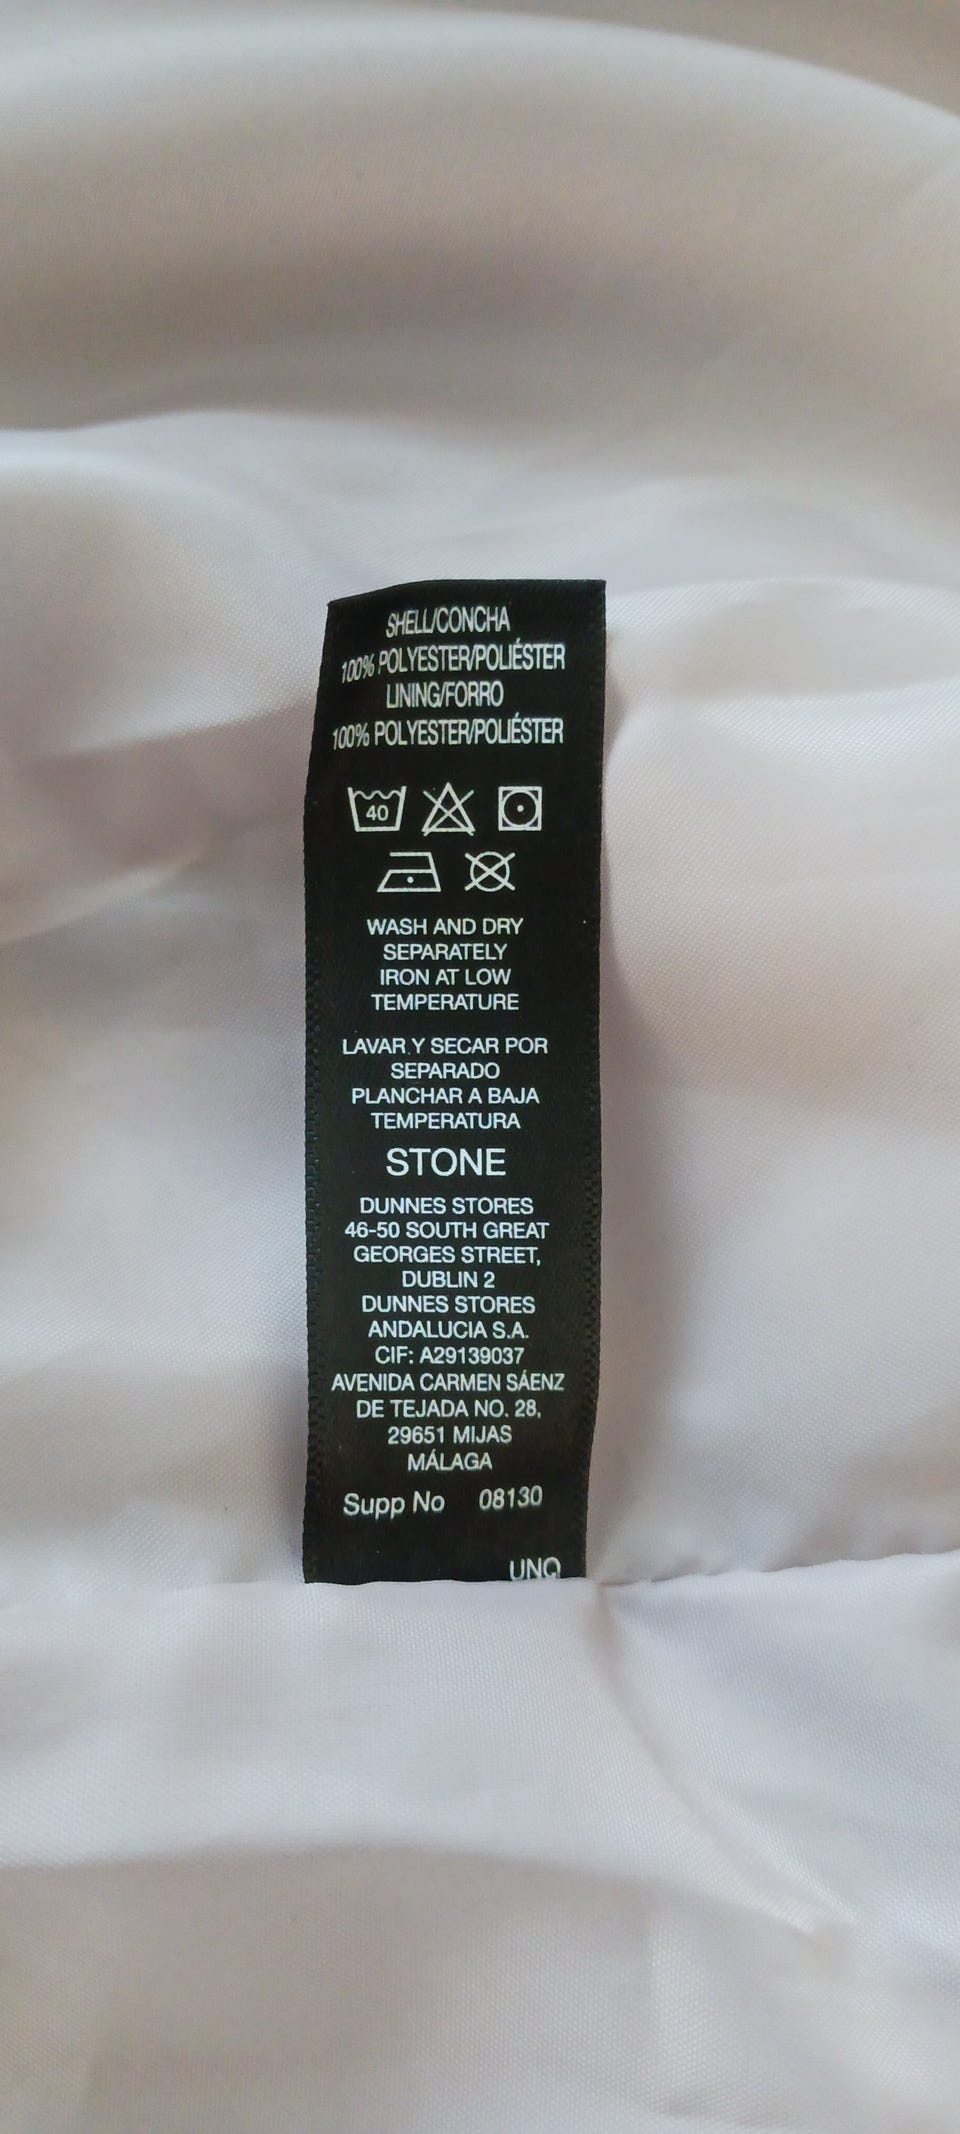 SHELL/CONCHA
100% POLYESTER/POLIÉSTER
LINING/FORRO
100% POLYESTER/POLIÉSTER
40
WASH AND DRY
SEPARATELY
IRON AT LOW
TEMPERATURE
LAVAR Y SECAR POR
SEPARADO
PLANCHAR A BAJA
TEMPERATURA
STONE
DUNNES STORES
46-50 SOUTH GREAT
GEORGES STREET,
DUBLIN 2
DUNNES STORES
ANDALUCIA S.A.
CIF: A29139037
AVENIDA CARMEN SÁENZ
DE TEJADA NO. 28,
29651 MIJAS
MÁLAGA
Supp No 08130
UNQ